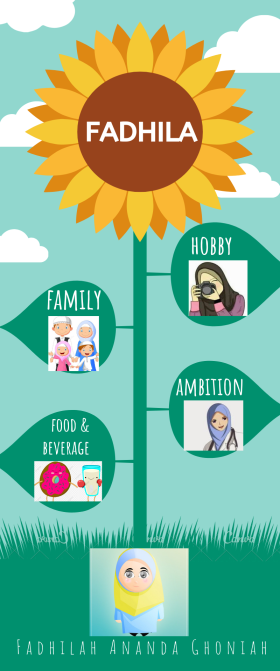 FADHILA
HOBBY
FAMILY
AMBITION
FOOD &
BEVERAGE
FADHILAH ANANDA GHONIAH